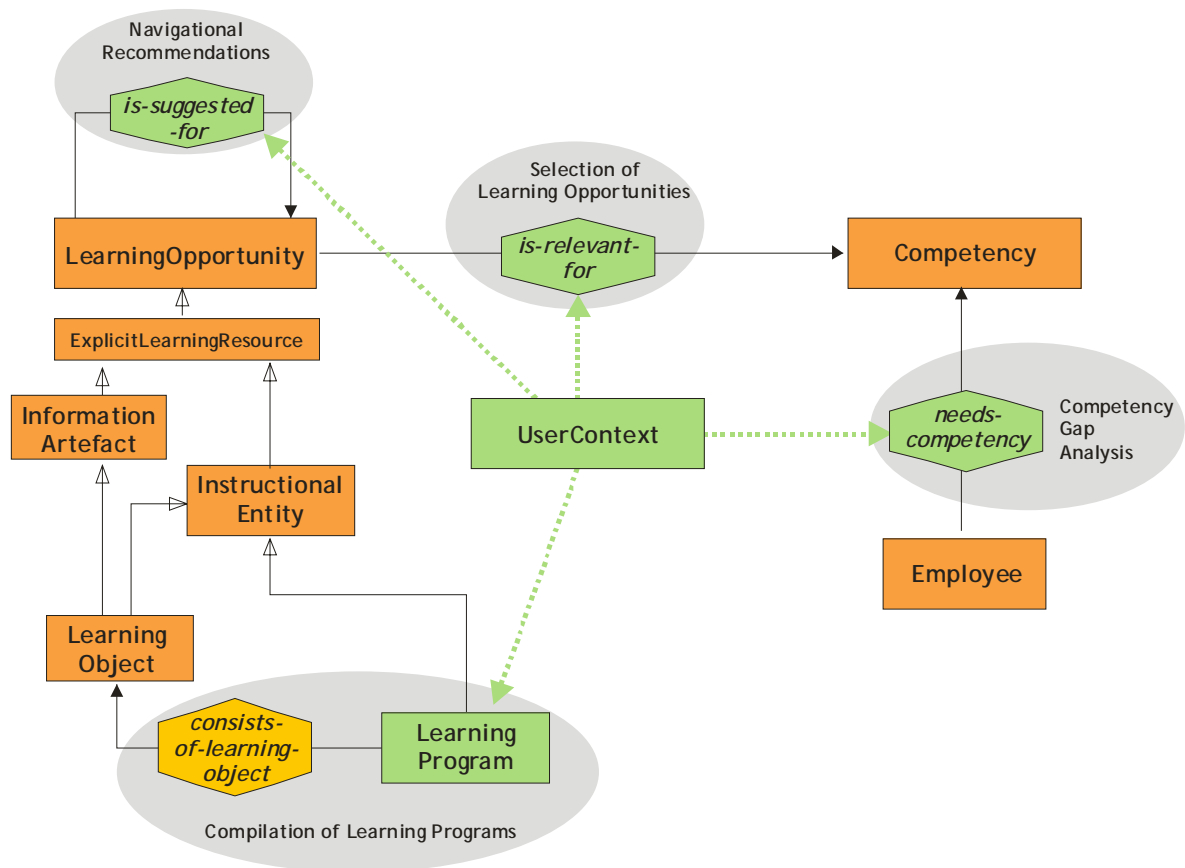 Navigational
Recommendations
is-suggested
-for
Selection of
Learning Opportunities
LearningOpportunity
is-relevant-
for
Competency
ExplicitLearningResource
Information
Artefact
UserContext
needs-
competency
Competency
Gap
Analysis
Instructional
Entity
Employee
Learning
Object
consists-
of-learning-
object
Learning
Program
Compilation of Learning Programs